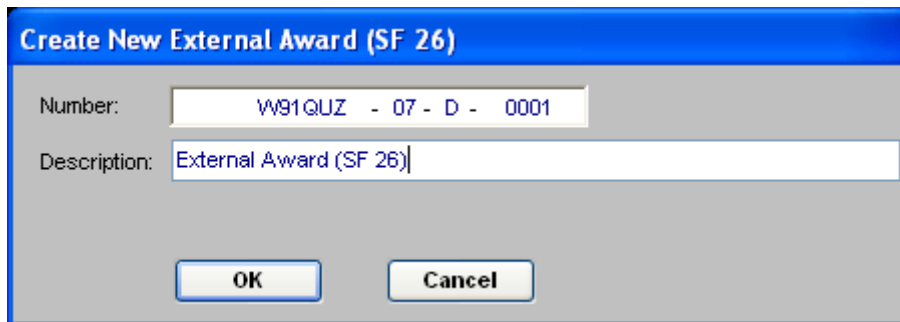 Create New External Award (SF 26)
Number: W91QUZ - 07 - D - 0001
Description: External Award (SF 26)
OK Cancel